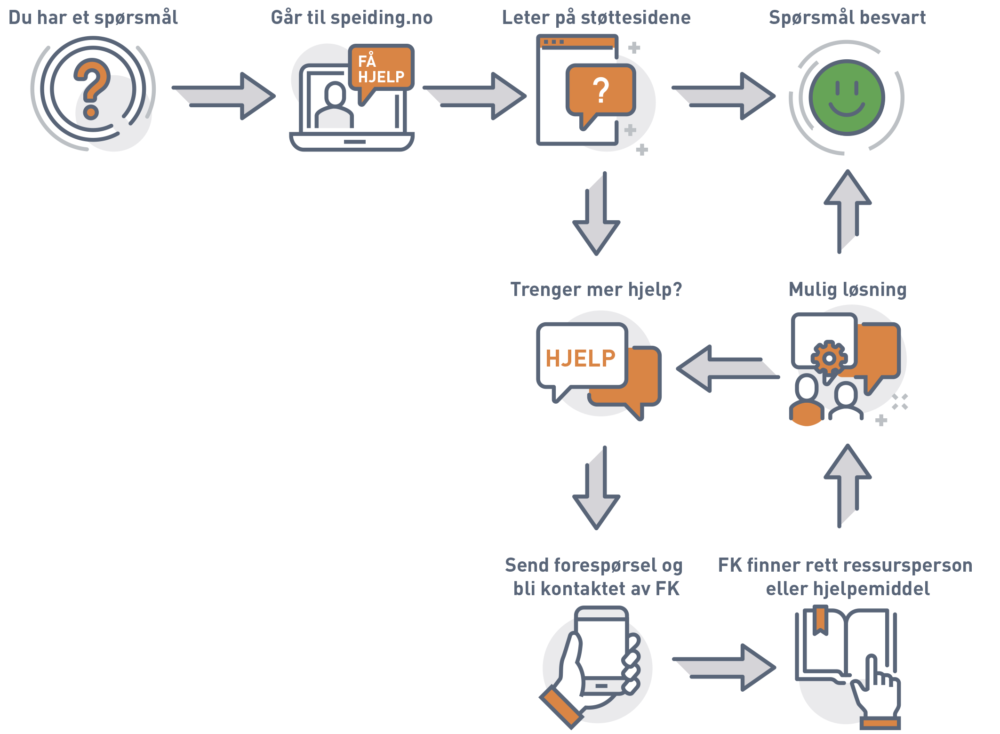 Du har et spørsmål
Går til speiding.no
Leter på støttesidene
Spørsmål besvart
FÅ
HJELP
?
Trenger mer hjelp?
Mulig løsning
HJELP
Send forespørsel og
bli kontaktet av FK
FK finner rett ressursperson
eller hjelpemiddel